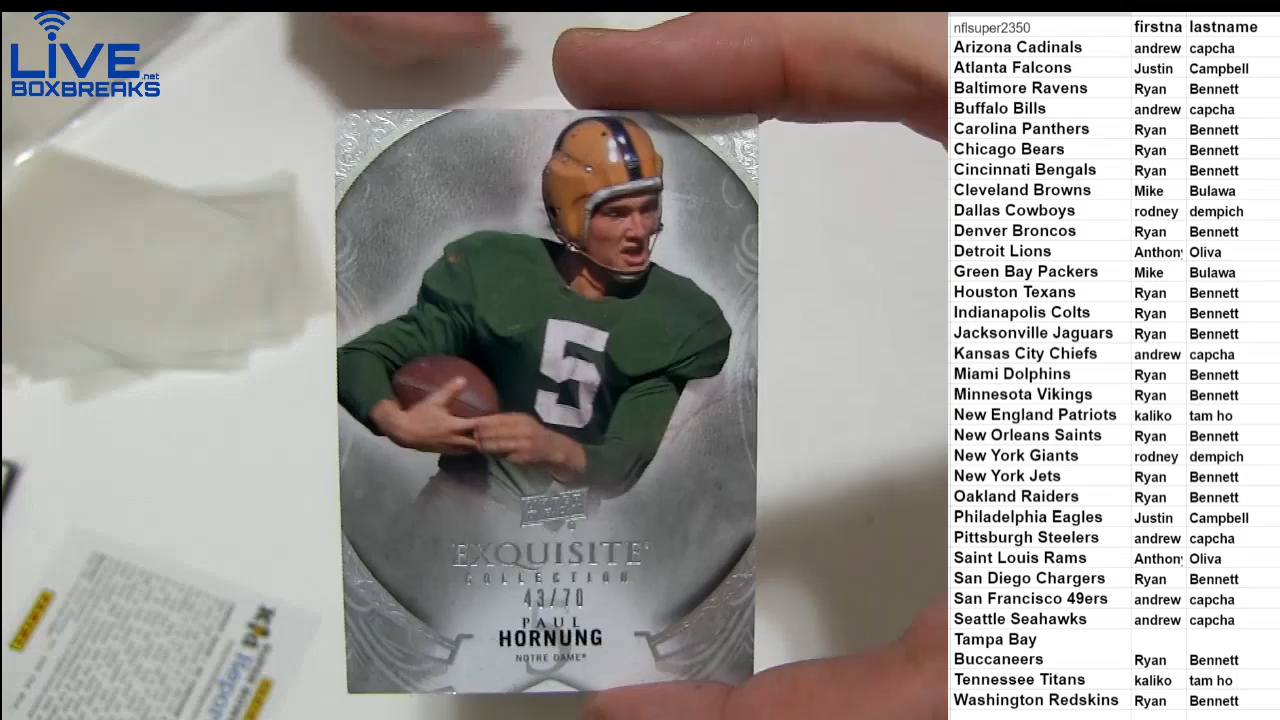 LIVE
.net
BOXBREAKS
5
EXQUISITE
COLLECTION
43/70
PAUL
HORNUNG
NOTRE DAME
nflsuper2350 firstna lastname
Arizona Cadinals andrew capcha
Atlanta Falcons Justin Campbell
Baltimore Ravens Ryan Bennett
Buffalo Bills andrew capcha
Carolina Panthers Ryan Bennett
Chicago Bears Ryan Bennett
Cincinnati Bengals Ryan Bennett
Cleveland Browns Mike Bulawa
Dallas Cowboys rodney dempich
Denver Broncos Ryan Bennett
Detroit Lions Anthony Oliva
Green Bay Packers Mike Bulawa
Houston Texans Ryan Bennett
Indianapolis Colts Ryan Bennett
Jacksonville Jaguars Ryan Bennett
Kansas City Chiefs andrew capcha
Miami Dolphins Ryan Bennett
Minnesota Vikings Ryan Bennett
New England Patriots kaliko tam ho
New Orleans Saints Ryan Bennett
New York Giants rodney dempich
New York Jets Ryan Bennett
Oakland Raiders Ryan Bennett
Philadelphia Eagles Justin Campbell
Pittsburgh Steelers andrew capcha
Saint Louis Rams Anthony Oliva
San Diego Chargers Ryan Bennett
San Francisco 49ers andrew capcha
Seattle Seahawks andrew capcha
Tampa Bay
Buccaneers Ryan Bennett
Tennessee Titans kaliko tam ho
Washington Redskins Ryan Bennett